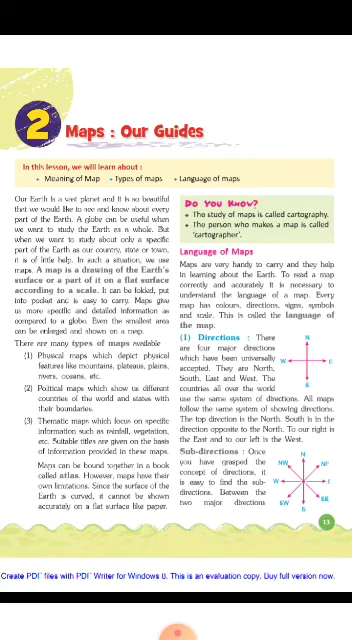 2
Maps : Our Guides
In this lesson, we will learn about :
Meaning of Map
Types of maps
Language of maps
Our Earth is a vast planet and it is so beautiful
that we would like to see and know about every
part of the Earth. A globe can be useful when
we want to study the Earth as a whole. But
when we want to study about only a specific
part of the Earth as our country, state or town,
it is of little help. In such a situation, we use
maps. A map is a drawing of the Earth's
surface or a part of it on a flat surface
according to a scale. It can be folded, put
into pocket and is easy to carry. Maps give
us more specific and detailed information as
compared to a globe. Even the smallest area
can be enlarged and shown on a map.
There are many types of maps available
(1) Physical maps which depict physical
features like mountains, plateaus, plains,
rivers, oceans, etc.
(2) Political maps which show us different
countries of the world and states with
their boundaries.
(3) Thematic maps which focus on specific
information such as rainfall, vegetation,
etc. Suitable titles are given on the basis
of information provided in these maps.
Maps can be bound together in a book
called atlas. However, maps have their
own limitations. Since the surface of the
Earth is curved, it cannot be shown
accurately on a flat surface like paper.
Do You Know?
The study of maps is called cartography.
The person who makes a map is called
'cartographer'.
Language of Maps
Maps are very handy to carry and they help
in learning about the Earth. To read a map
correctly and accurately it is necessary to
understand the language of a map. Every
map has colours, directions, signs, symbols
and scale. This is called the language of
the map.
(1) Directions : There
are four major directions
which have been universally
accepted. They are North,
South, East and West. The
countries all over the world
use the same system of directions. All maps
follow the same system of showing directions.
The top direction is the North. South is in the
direction opposite to the North. To our right is
the East and to our left is the West.
N
W
E
S
Sub-directions : Once
you have grasped the
concept of directions, it
is easy to find the sub-
directions. Between the
two major directions
N
NW
NE
W
E
SW
SE
S
13
Create PDF files with PDF Writer for Windows 8. This is an evaluation copy. Buy full version now.